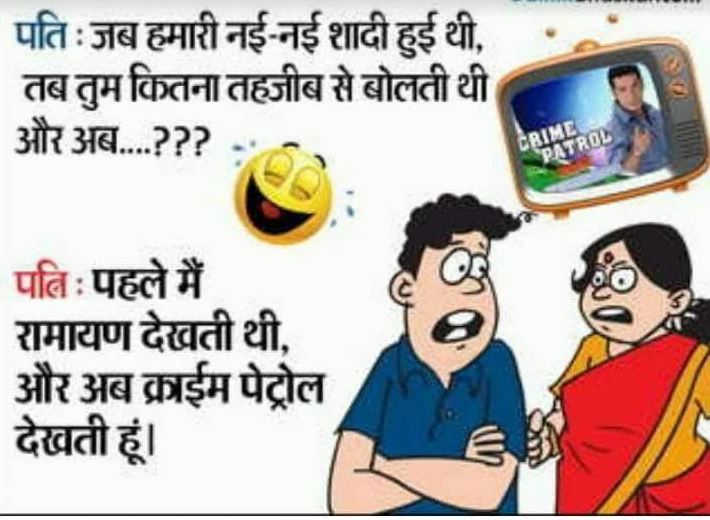 पति : जब हमारी नई-नई शादी हुई थी,
तब तुम कितना तहजीब से बोलती थी
और अब....???
CRIME
PATROL
पत्नि : पहले मैं
रामायण देखती थी,
और अब क्राईम पेट्रोल
देखती हूं।